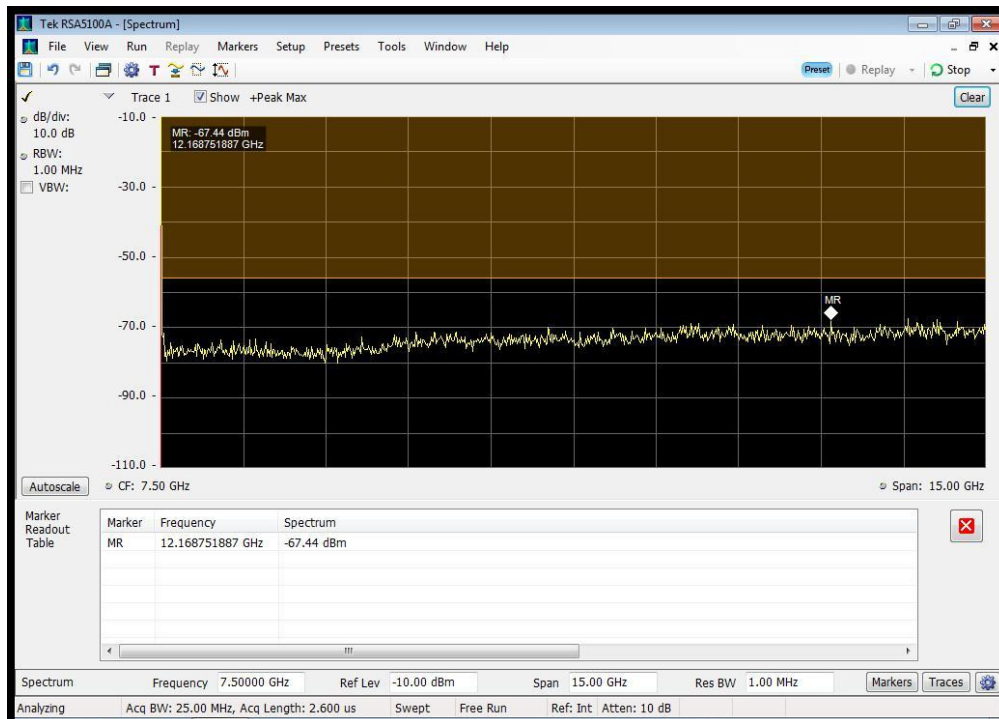 Tek RSA5100A - [Spectrum]
File View Run Replay Markers Setup Presets Tools Window Help
T
Preset Replay Stop
Trace 1 Show +Peak Max Clear
dB/div:
10.0 dB
RBW:
1.00 MHz
VBW:
-10.0
-30.0
-50.0
-70.0
-90.0
-110.0
MR: -67.44 dBm
12.168751887 GHz
MR
Autoscale CF: 7.50 GHz Span: 15.00 GHz
Marker
Readout
Table
Marker Frequency Spectrum
MR 12.168751887 GHz -67.44 dBm
Spectrum Frequency 7.50000 GHz Ref Lev -10.00 dBm Span 15.00 GHz Res BW 1.00 MHz Markers Traces
Analyzing Acq BW: 25.00 MHz, Acq Length: 2.600 us Swept Free Run Ref: Int Atten: 10 dB